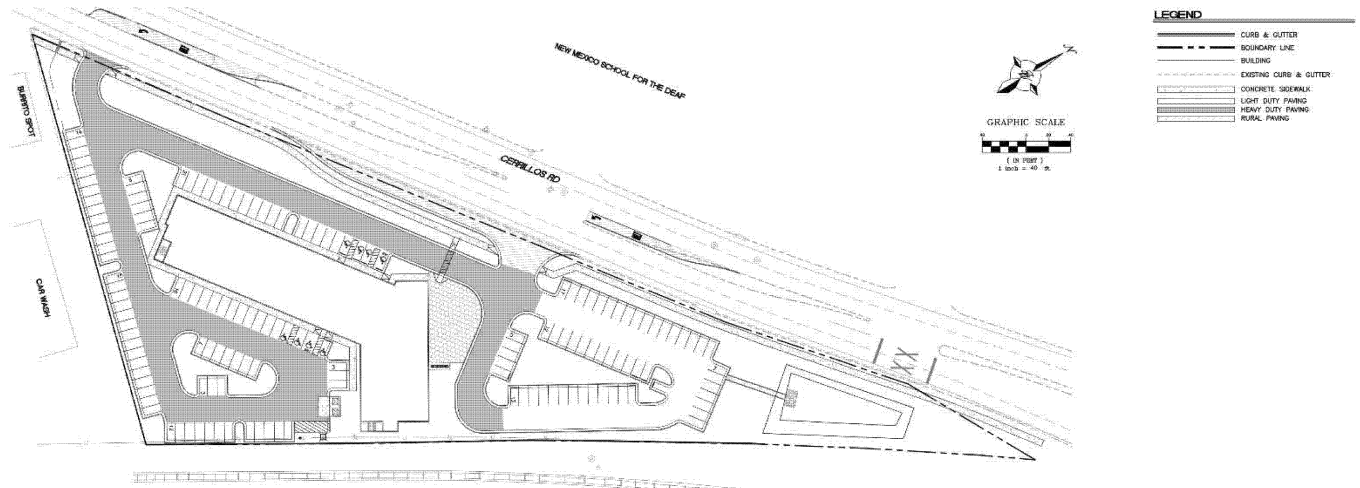 LEGEND
CURB & GUTTER
BOUNDARY LINE
BUILDING
EXISTING CURB & GUTTER
CONCRETE SIDEWALK
LIGHT DUTY PAVING
HEAVY DUTY PAVING
RURAL PAVING
NEW MEXICO SCHOOL FOR THE DEAF
N
GRAPHIC SCALE
( IN FEET )
1 inch = 40 ft.
BURRITO SPOT
CERRILLOS RD
CAR WASH